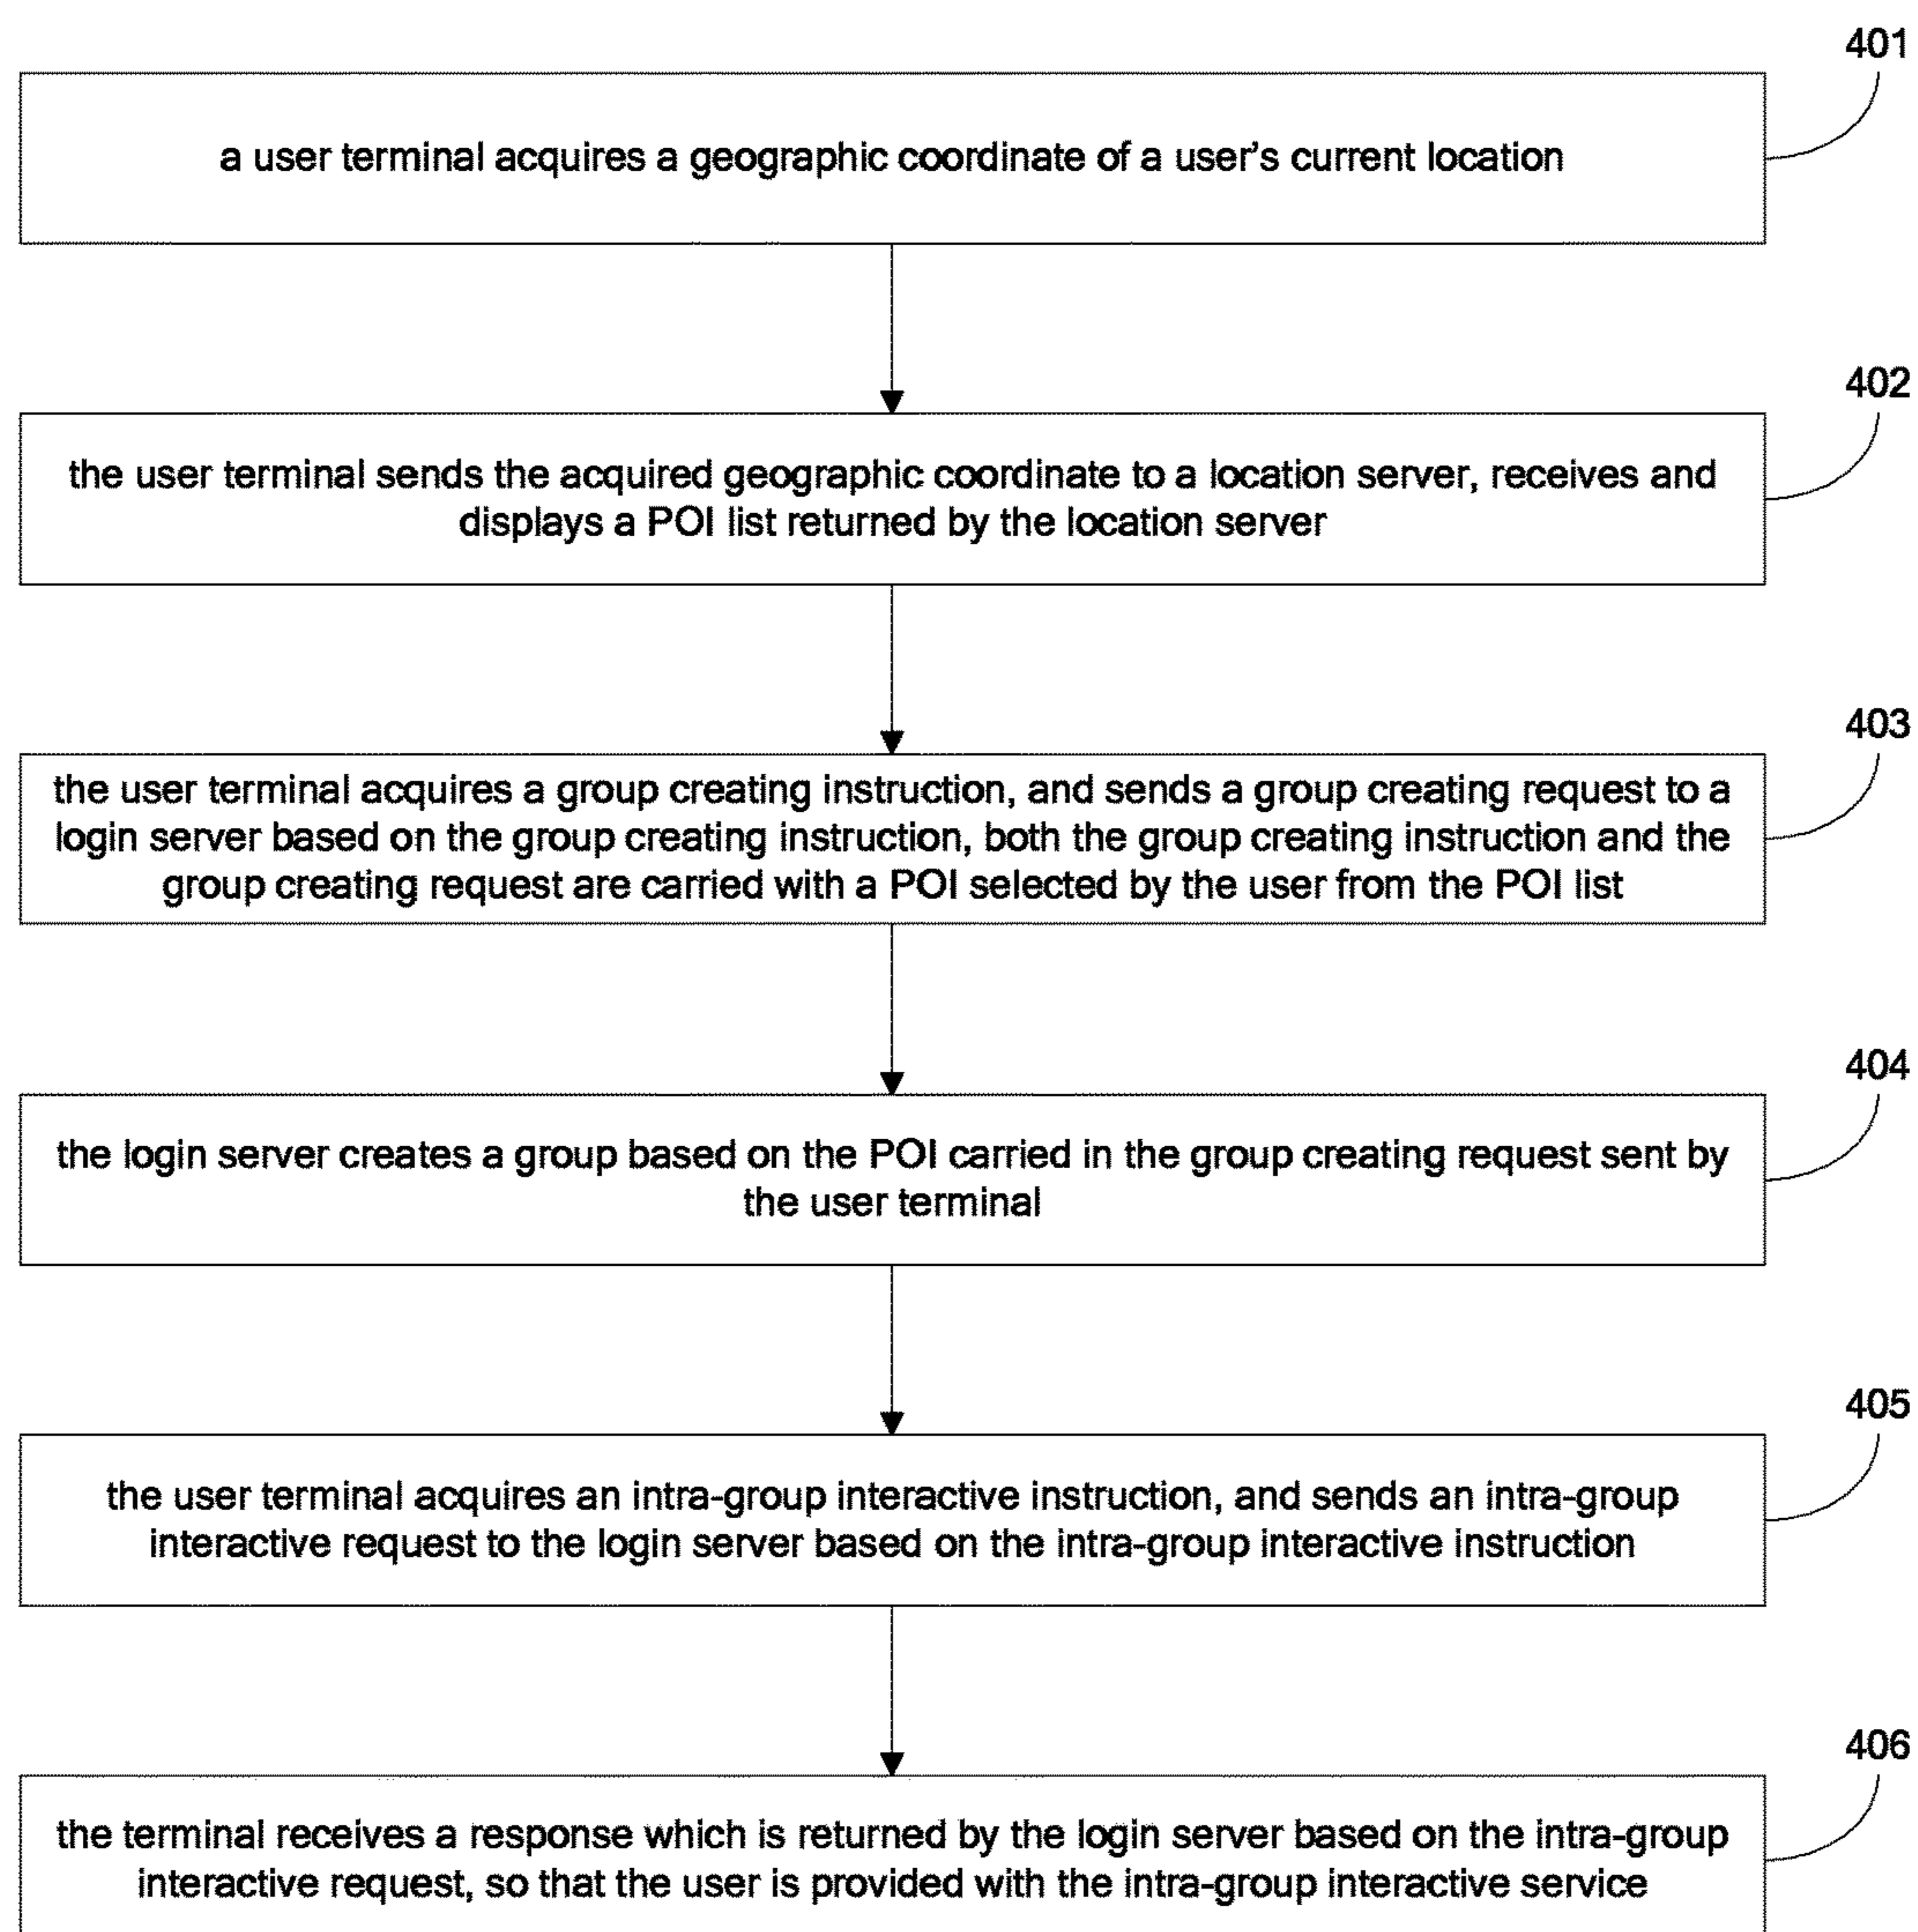 401
a user terminal acquires a geographic coordinate of a user's current location
402
the user terminal sends the acquired geographic coordinate to a location server, receives and
displays a POI list returned by the location server
403
the user terminal acquires a group creating instruction, and sends a group creating request to a
login server based on the group creating instruction, both the group creating instruction and the
group creating request are carried with a POI selected by the user from the POI list
404
the login server creates a group based on the POI carried in the group creating request sent by
the user terminal
405
the user terminal acquires an intra-group interactive instruction, and sends an intra-group
interactive request to the login server based on the intra-group interactive instruction
406
the terminal receives a response which is returned by the login server based on the intra-group
interactive request, so that the user is provided with the intra-group interactive service